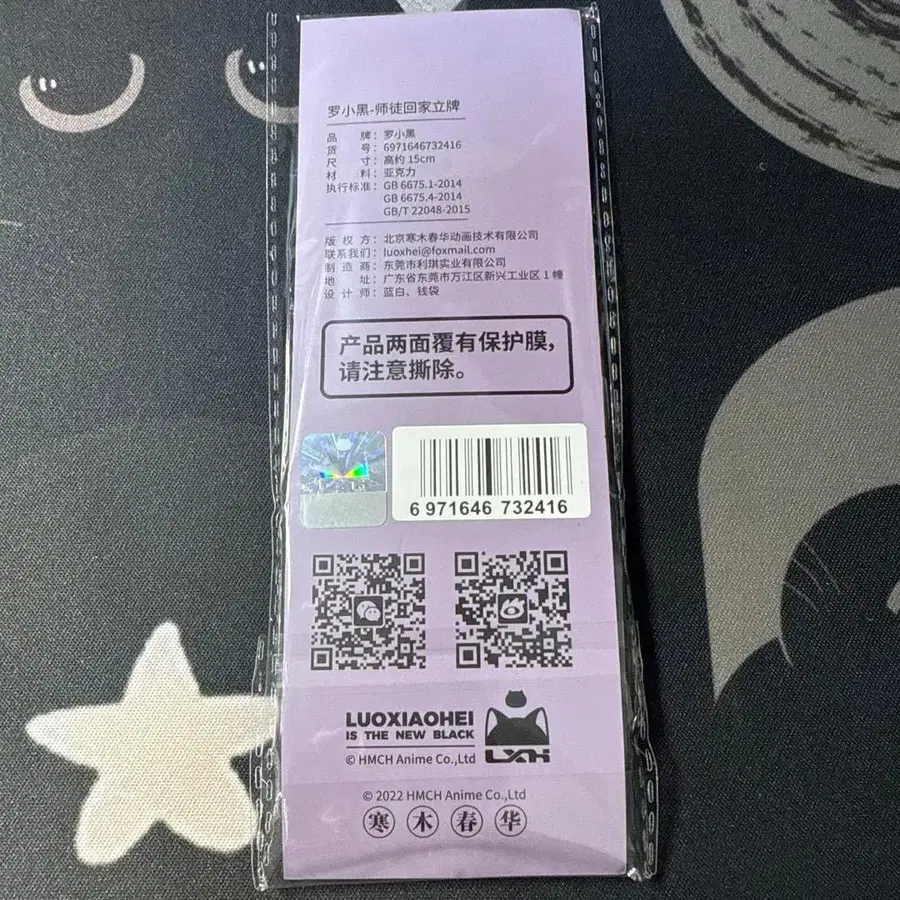 罗小黑-师徒回家立牌
品 牌：罗小黑
货 号：6971646732416
尺 寸：高约 15cm
材 料：亚克力
执行标准：GB 6675.1-2014
GB 6675.4-2014
GB/T 22048-2015
版 权 方：北京寒木春华动画技术有限公司
联系我们：luoxhei@foxmail.com
制 造 商：东莞市利琪实业有限公司
地 址：广东省东莞市万江区新兴工业区 1 幢
设 计 师：蓝白、钱袋
产品两面覆有保护膜，
请注意撕除。
6 971646 732416
LUOXIAOHEI
IS THE NEW BLACK
© HMCH Anime Co.,Ltd
LXH
© 2022 HMCH Anime Co.,Ltd
寒 木 春 华